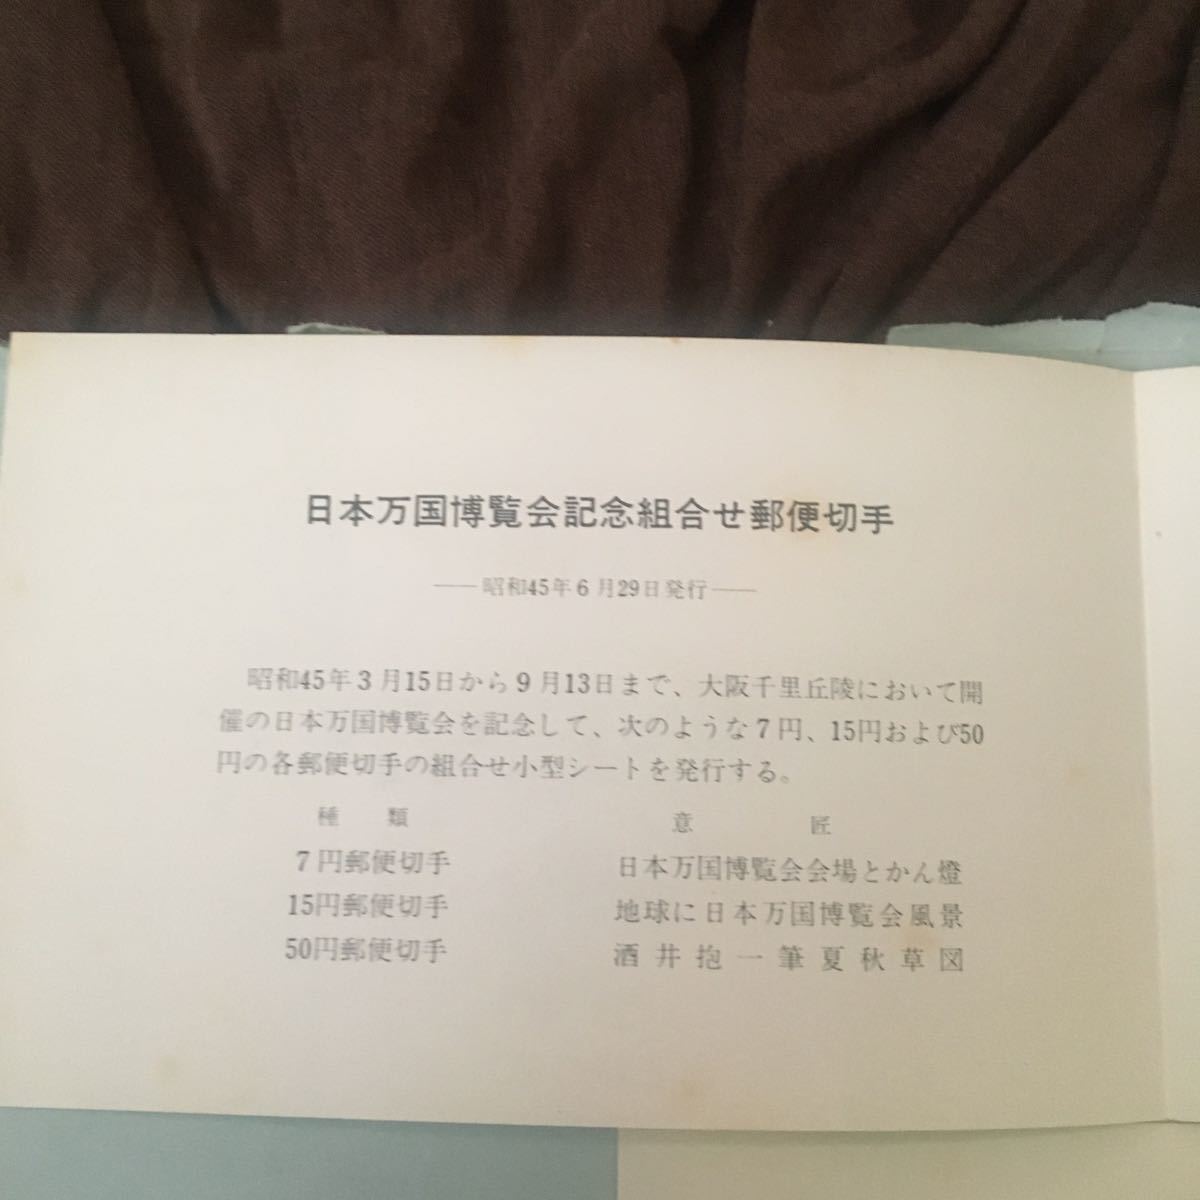 日本万国博覧会記念組合せ郵便切手
——昭和45年6月29日発行——
昭和45年3月15日から9月13日まで、大阪千里丘陵において開
催の日本万国博覧会を記念して、次のような7円、15円および50
円の各郵便切手の組合せ小型シートを発行する。
種類 意匠
7円郵便切手 日本万国博覧会会場とかん燈
15円郵便切手 地球に日本万国博覧会風景
50円郵便切手 酒井抱一筆夏秋草図